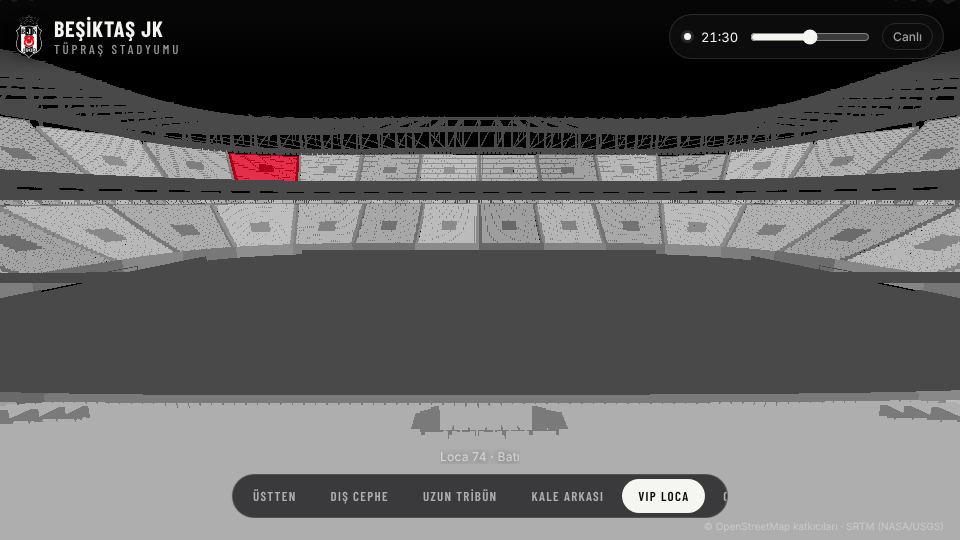 BEŞİKTAŞ JK
TÜPRAŞ STADYUMU
21:30
Canlı
Loca 74 · Batı
ÜSTTEN
DIŞ CEPHE
UZUN TRİBÜN
KALE ARKASI
VIP LOCA
© OpenStreetMap katkıcıları · SRTM (NASA/USGS)